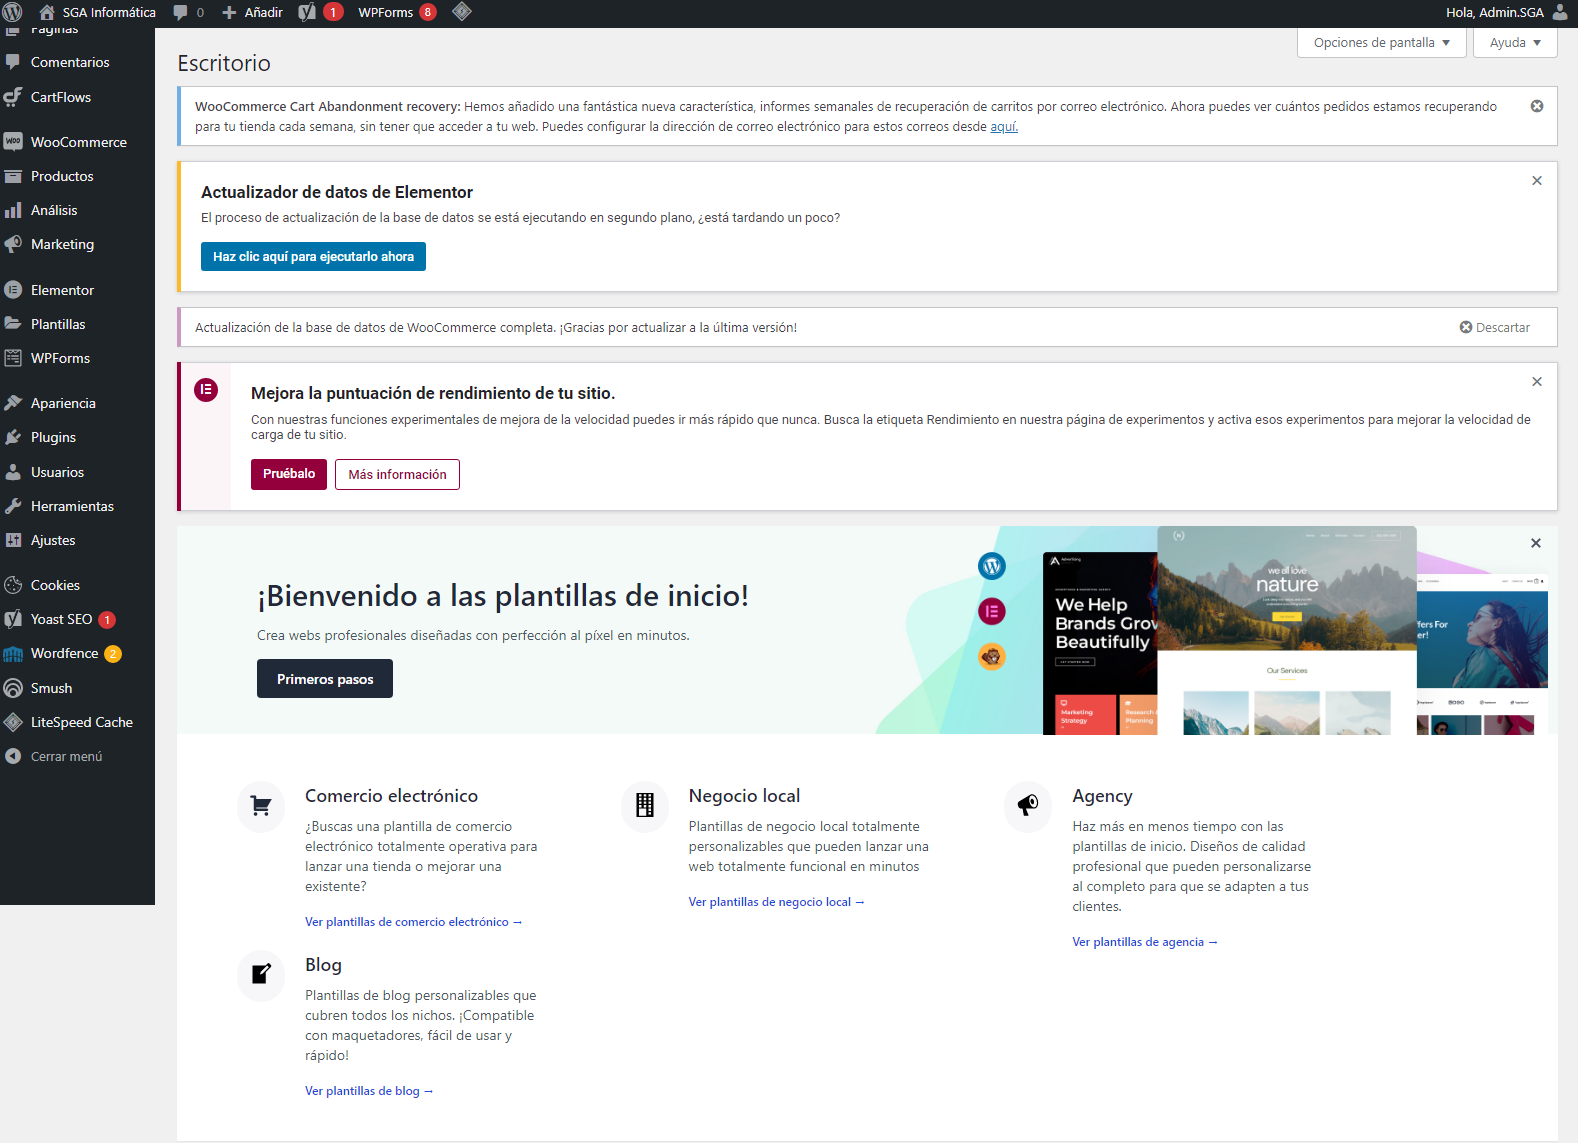 SGA Informática
0
Añadir
1
WPForms 8
Hola, Admin.SGA
Páginas
Comentarios
CartFlows
WooCommerce
Productos
Análisis
Marketing
Elementor
Plantillas
WPForms
Apariencia
Plugins
Usuarios
Herramientas
Ajustes
Cookies
Yoast SEO 1
Wordfence 2
Smush
LiteSpeed Cache
Cerrar menú
Opciones de pantalla
Ayuda
Escritorio
WooCommerce Cart Abandonment recovery: Hemos añadido una fantástica nueva característica, informes semanales de recuperación de carritos por correo electrónico. Ahora puedes ver cuántos pedidos estamos recuperando
para tu tienda cada semana, sin tener que acceder a tu web. Puedes configurar la dirección de correo electrónico para estos correos desde aquí.
Actualizador de datos de Elementor
El proceso de actualización de la base de datos se está ejecutando en segundo plano, ¿está tardando un poco?
Haz clic aquí para ejecutarlo ahora
Actualización de la base de datos de WooCommerce completa. ¡Gracias por actualizar a la última versión!
Descartar
Mejora la puntuación de rendimiento de tu sitio.
Con nuestras funciones experimentales de mejora de la velocidad puedes ir más rápido que nunca. Busca la etiqueta Rendimiento en nuestra página de experimentos y activa esos experimentos para mejorar la velocidad de
carga de tu sitio.
Pruébalo
Más información
¡Bienvenido a las plantillas de inicio!
Crea webs profesionales diseñadas con perfección al píxel en minutos.
Primeros pasos
Advertising
We Help
Brands Grow
Beautifully
LET'S GET STARTED NOW
Marketing
Strategy
Research &
Planning
we all love
nature
Our Services
ffers For
er!
Comercio electrónico
¿Buscas una plantilla de comercio
electrónico totalmente operativa para
lanzar una tienda o mejorar una
existente?
Ver plantillas de comercio electrónico →
Negocio local
Plantillas de negocio local totalmente
personalizables que pueden lanzar una
web totalmente funcional en minutos
Ver plantillas de negocio local →
Agency
Haz más en menos tiempo con las
plantillas de inicio. Diseños de calidad
profesional que pueden personalizarse
al completo para que se adapten a tus
clientes.
Ver plantillas de agencia →
Blog
Plantillas de blog personalizables que
cubren todos los nichos. ¡Compatible
con maquetadores, fácil de usar y
rápido!
Ver plantillas de blog →